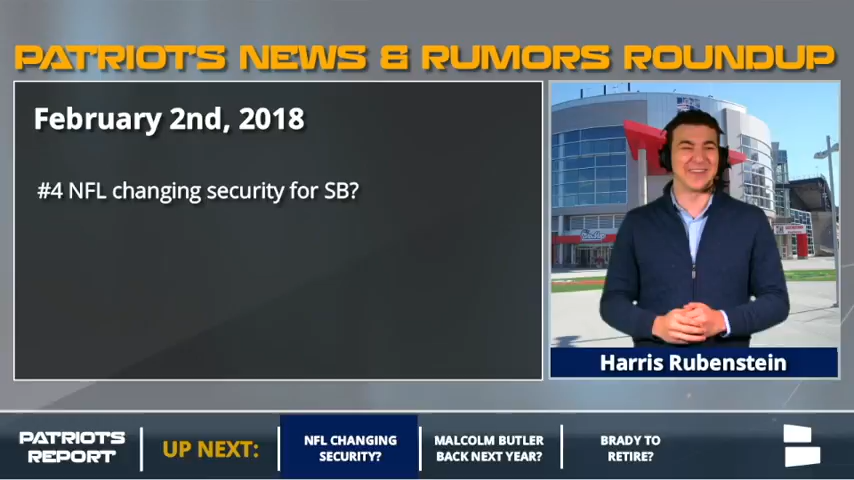 PATRIOTS NEWS & RUMORS ROUNDUP
February 2nd, 2018
#4 NFL changing security for SB?
Harris Rubenstein
PATRIOTS
REPORT
UP NEXT:
NFL CHANGING
SECURITY?
MALCOLM BUTLER
BACK NEXT YEAR?
BRADY TO
RETIRE?